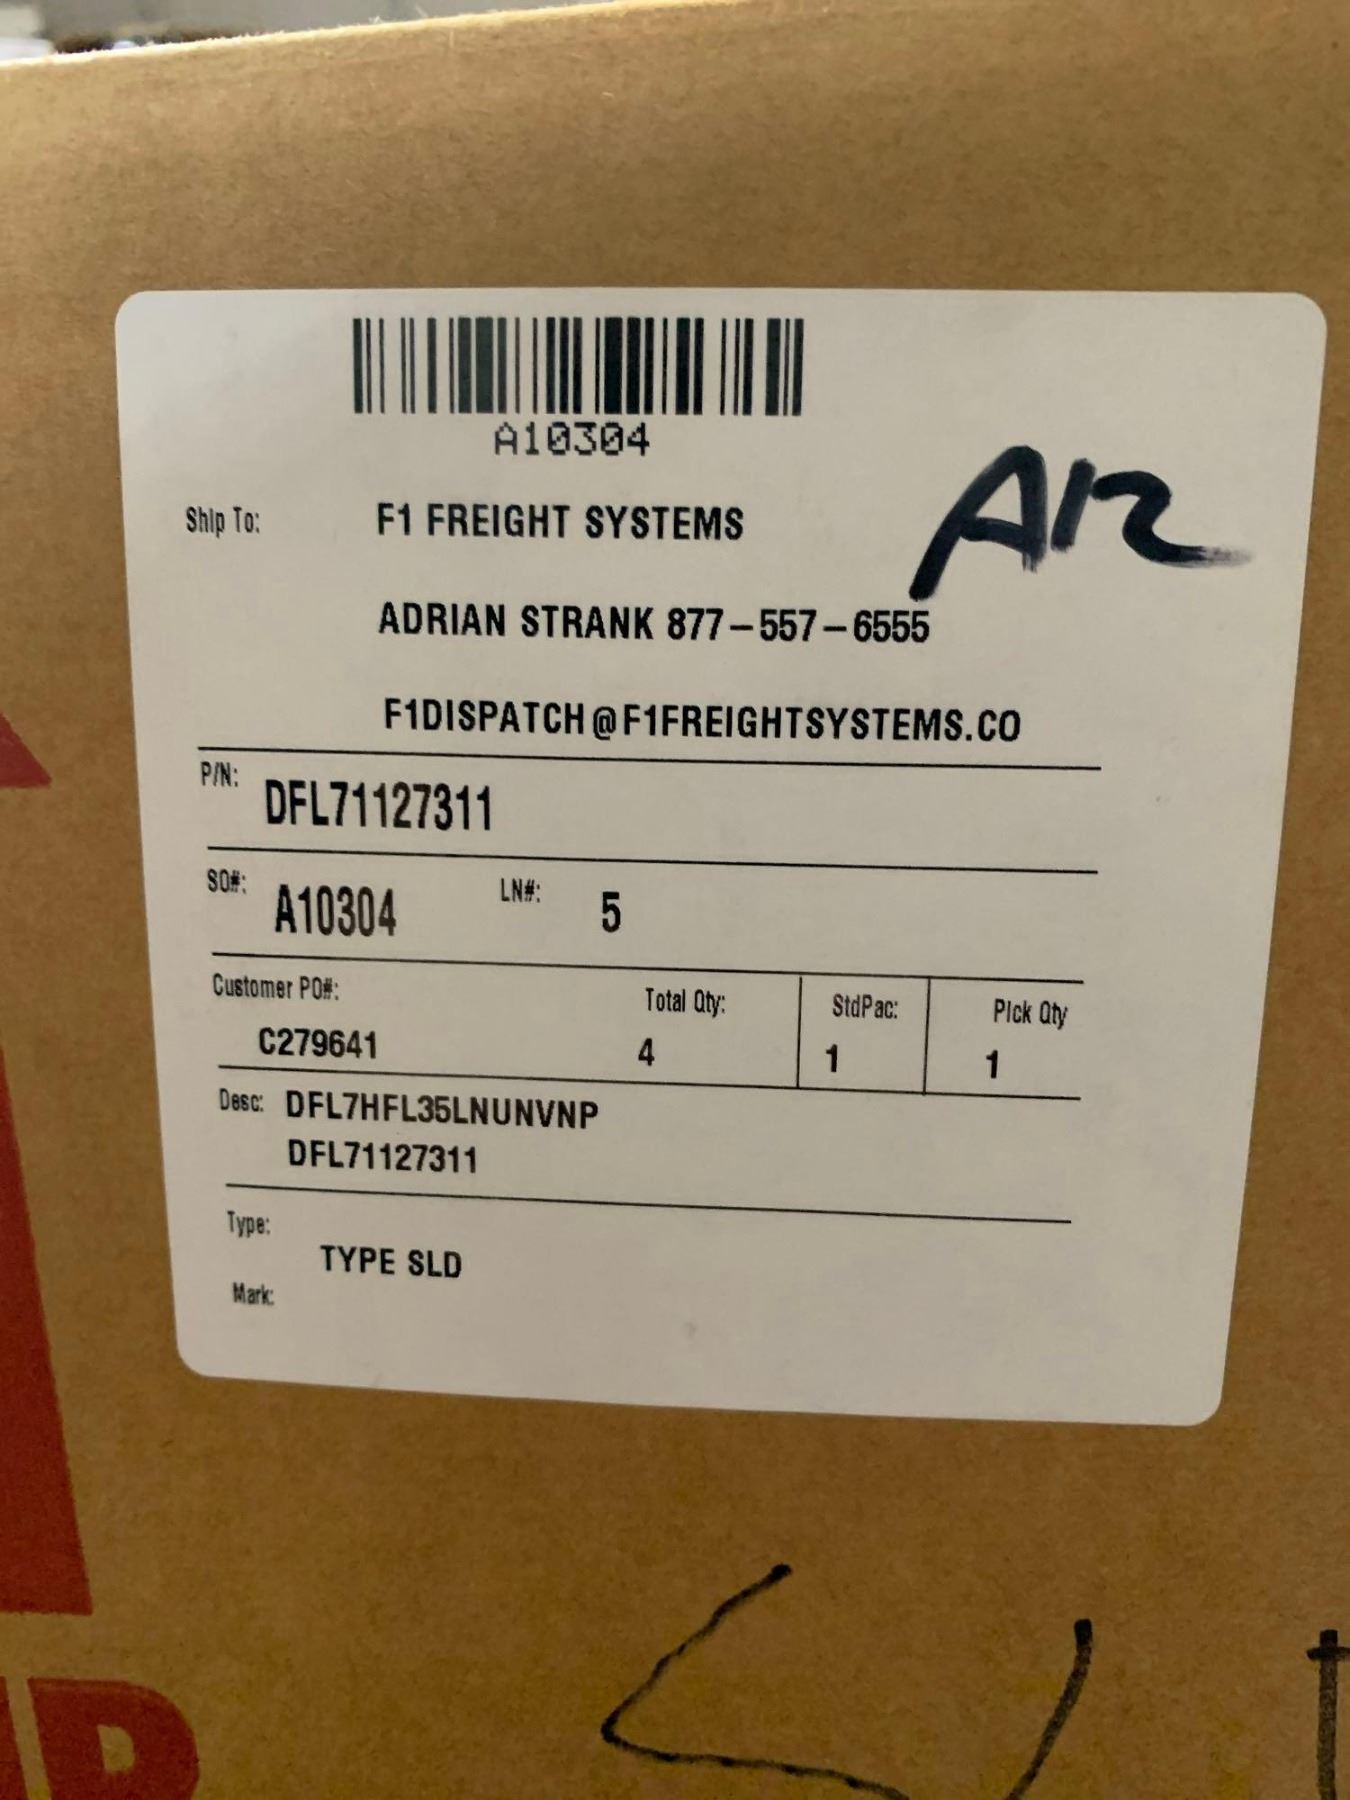 A10304
Ship To: F1 FREIGHT SYSTEMS
AR
ADRIAN STRANK 877-557-6555
F1DISPATCH@F1FREIGHTSYSTEMS.CO
P/N: DFL71127311
SO#: A10304 LN#: 5
Customer PO#: Total Qty: StdPac: Pick Qty
C279641 4 1 1
Desc: DFL7HFL35LNUNVNP
DFL71127311
Type:
TYPE SLD
Mark: